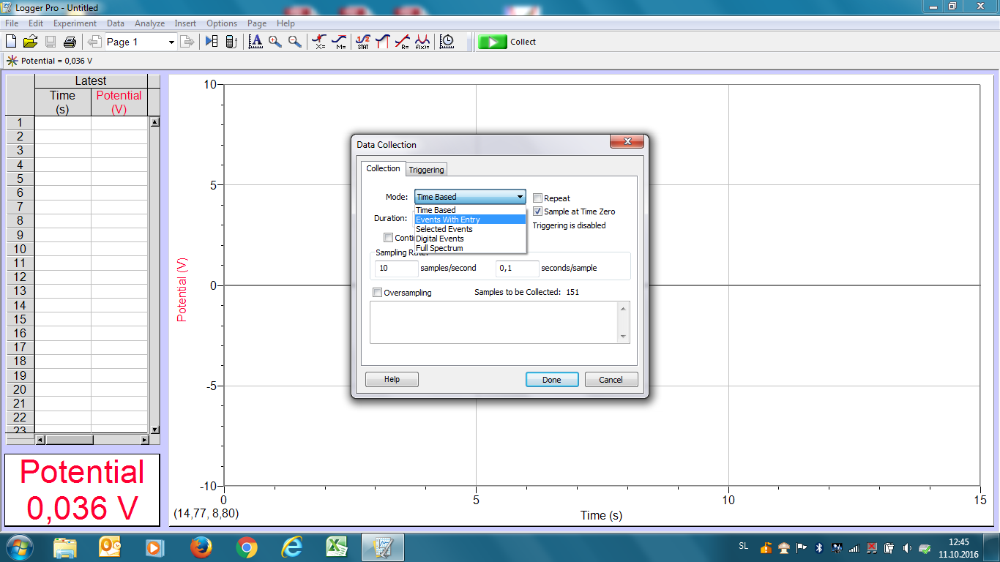 Logger Pro - Untitled
File Edit Experiment Data Analyze Insert Options Page Help
Page 1
X=
M=
1/2
STAT
R=
f(x)=
Collect
Potential = 0,036 V
Latest
Time
(s)
Potential
(V)
1
2
3
4
5
6
7
8
9
10
11
12
13
14
15
16
17
18
19
20
21
22
23
Potential
0,036 V
10
5
0
-5
-10
Potential (V)
0 5 10 15
(14,77, 8,80)
Time (s)
Data Collection
Collection Triggering
Mode: Time Based
Repeat
Time Based
Events With Entry
Selected Events
Digital Events
Full Spectrum
Sample at Time Zero
Duration:
Triggering is disabled
Conti
Sampling Rate:
10 samples/second 0,1 seconds/sample
Oversampling Samples to be Collected: 151
Help Done Cancel
SL
12:45
11.10.2016